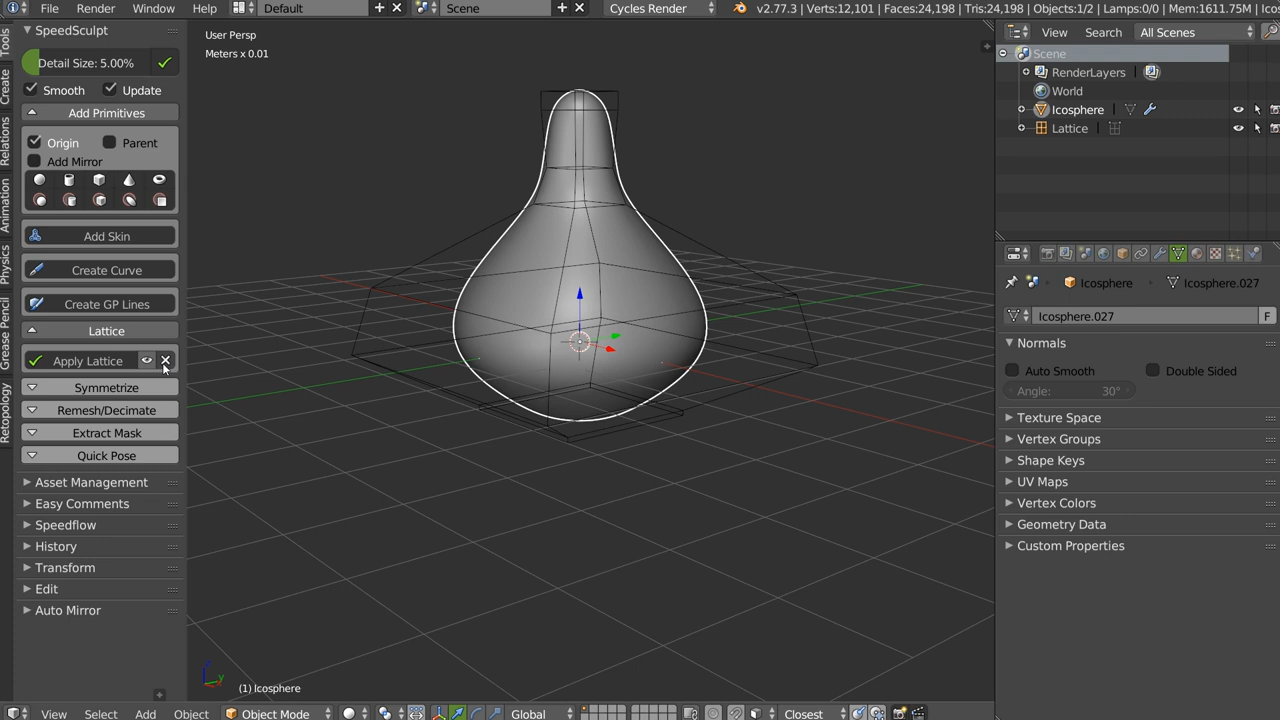 File Render Window Help Default Scene Cycles Render v2.77.3 | Verts:12,101 | Faces:24,198 | Tris:24,198 | Objects:1/2 | Lamps:0/0 | Mem:1611.75M | Icos
Tools
Create
Relations
Animation
Physics
Grease Pencil
Retopology
SpeedSculpt
Detail Size: 5.00%
Smooth Update
Add Primitives
Origin Parent
Add Mirror
Add Skin
Create Curve
Create GP Lines
Lattice
Apply Lattice
Symmetrize
Remesh/Decimate
Extract Mask
Quick Pose
Asset Management
Easy Comments
Speedflow
History
Transform
Edit
Auto Mirror
User Persp
Meters x 0.01
(1) Icosphere
View Select Add Object Object Mode Global Closest
View Search All Scenes
Scene
RenderLayers
World
Icosphere
Lattice
Icosphere Icosphere.027
Icosphere.027 F
Normals
Auto Smooth Double Sided
Angle: 30°
Texture Space
Vertex Groups
Shape Keys
UV Maps
Vertex Colors
Geometry Data
Custom Properties